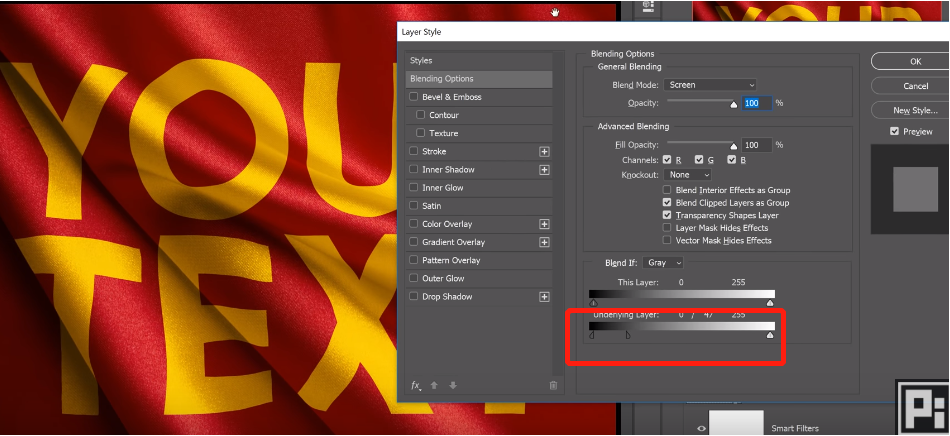 YOUR
Layer Style
Styles
Blending Options
Bevel & Emboss
Contour
Texture
Stroke
Inner Shadow
Inner Glow
Satin
Color Overlay
Gradient Overlay
Pattern Overlay
Outer Glow
Drop Shadow
fx
Blending Options
General Blending
Blend Mode: Screen
Opacity: 100 %
Advanced Blending
Fill Opacity: 100 %
Channels: R G B
Knockout: None
Blend Interior Effects as Group
Blend Clipped Layers as Group
Transparency Shapes Layer
Layer Mask Hides Effects
Vector Mask Hides Effects
Blend If: Gray
This Layer: 0 255
Underlying Layer: 0 / 47 255
OK
Cancel
New Style...
Preview
YOU
TEXT
Smart Filters
Pi